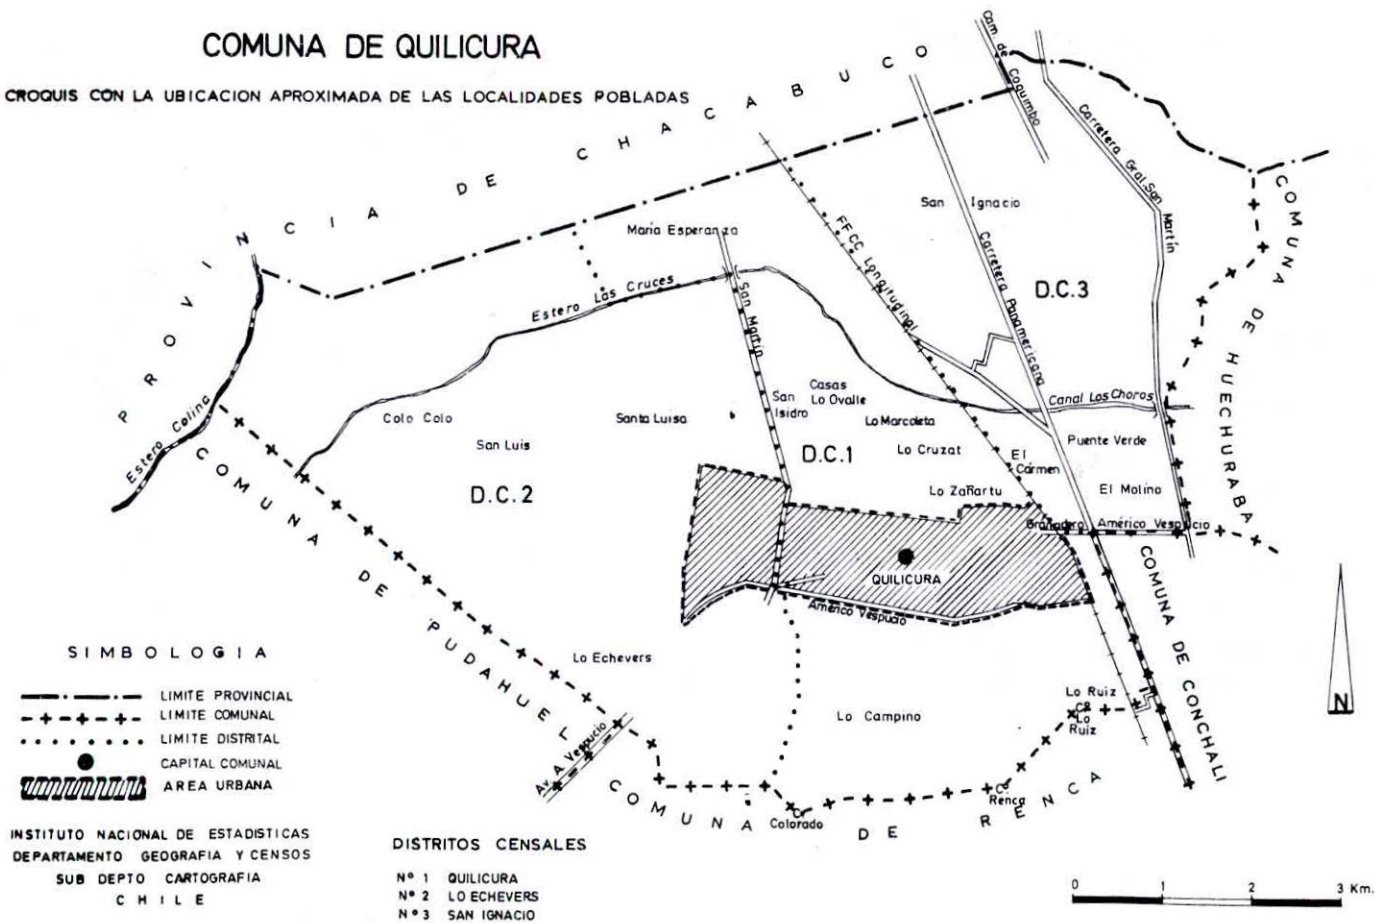 COMUNA DE QUILICURA
CROQUIS CON LA UBICACION APROXIMADA DE LAS LOCALIDADES POBLADAS
PROVINCIA DE CHACABUCO
Cam. de Coquimbo
Carretera Gral. San Martín
COMUNA DE HUECHURABA
San Ignacio
María Esperanza
FFCC Longitudinal
Carretera Panamericana
D.C.3
Estero Las Cruces
San Martín
Estero Colina
Colo Colo
San Luis
Santa Luisa
San Isidro
Casas Lo Ovalle
Lo Marcoleta
Canal Los Choros
Lo Cruzat
Puente Verde
D.C.1
El Carmen
D.C.2
Lo Zañartu
El Molino
Granadero
Américo Vespucio
QUILICURA
Américo Vespucio
COMUNA DE PUDAHUEL
COMUNA DE CONCHALI
Lo Echevers
Lo Ruiz
Cº Lo Ruiz
Lo Campino
Av. A. Vespucio
Cº Renca
Cº Colorado
COMUNA DE RENCA
N
SIMBOLOGIA
LIMITE PROVINCIAL
LIMITE COMUNAL
LIMITE DISTRITAL
CAPITAL COMUNAL
AREA URBANA
INSTITUTO NACIONAL DE ESTADISTICAS
DEPARTAMENTO GEOGRAFIA Y CENSOS
SUB DEPTO CARTOGRAFIA
CHILE
DISTRITOS CENSALES
Nº 1 QUILICURA
Nº 2 LO ECHEVERS
Nº 3 SAN IGNACIO
0 1 2 3 Km.